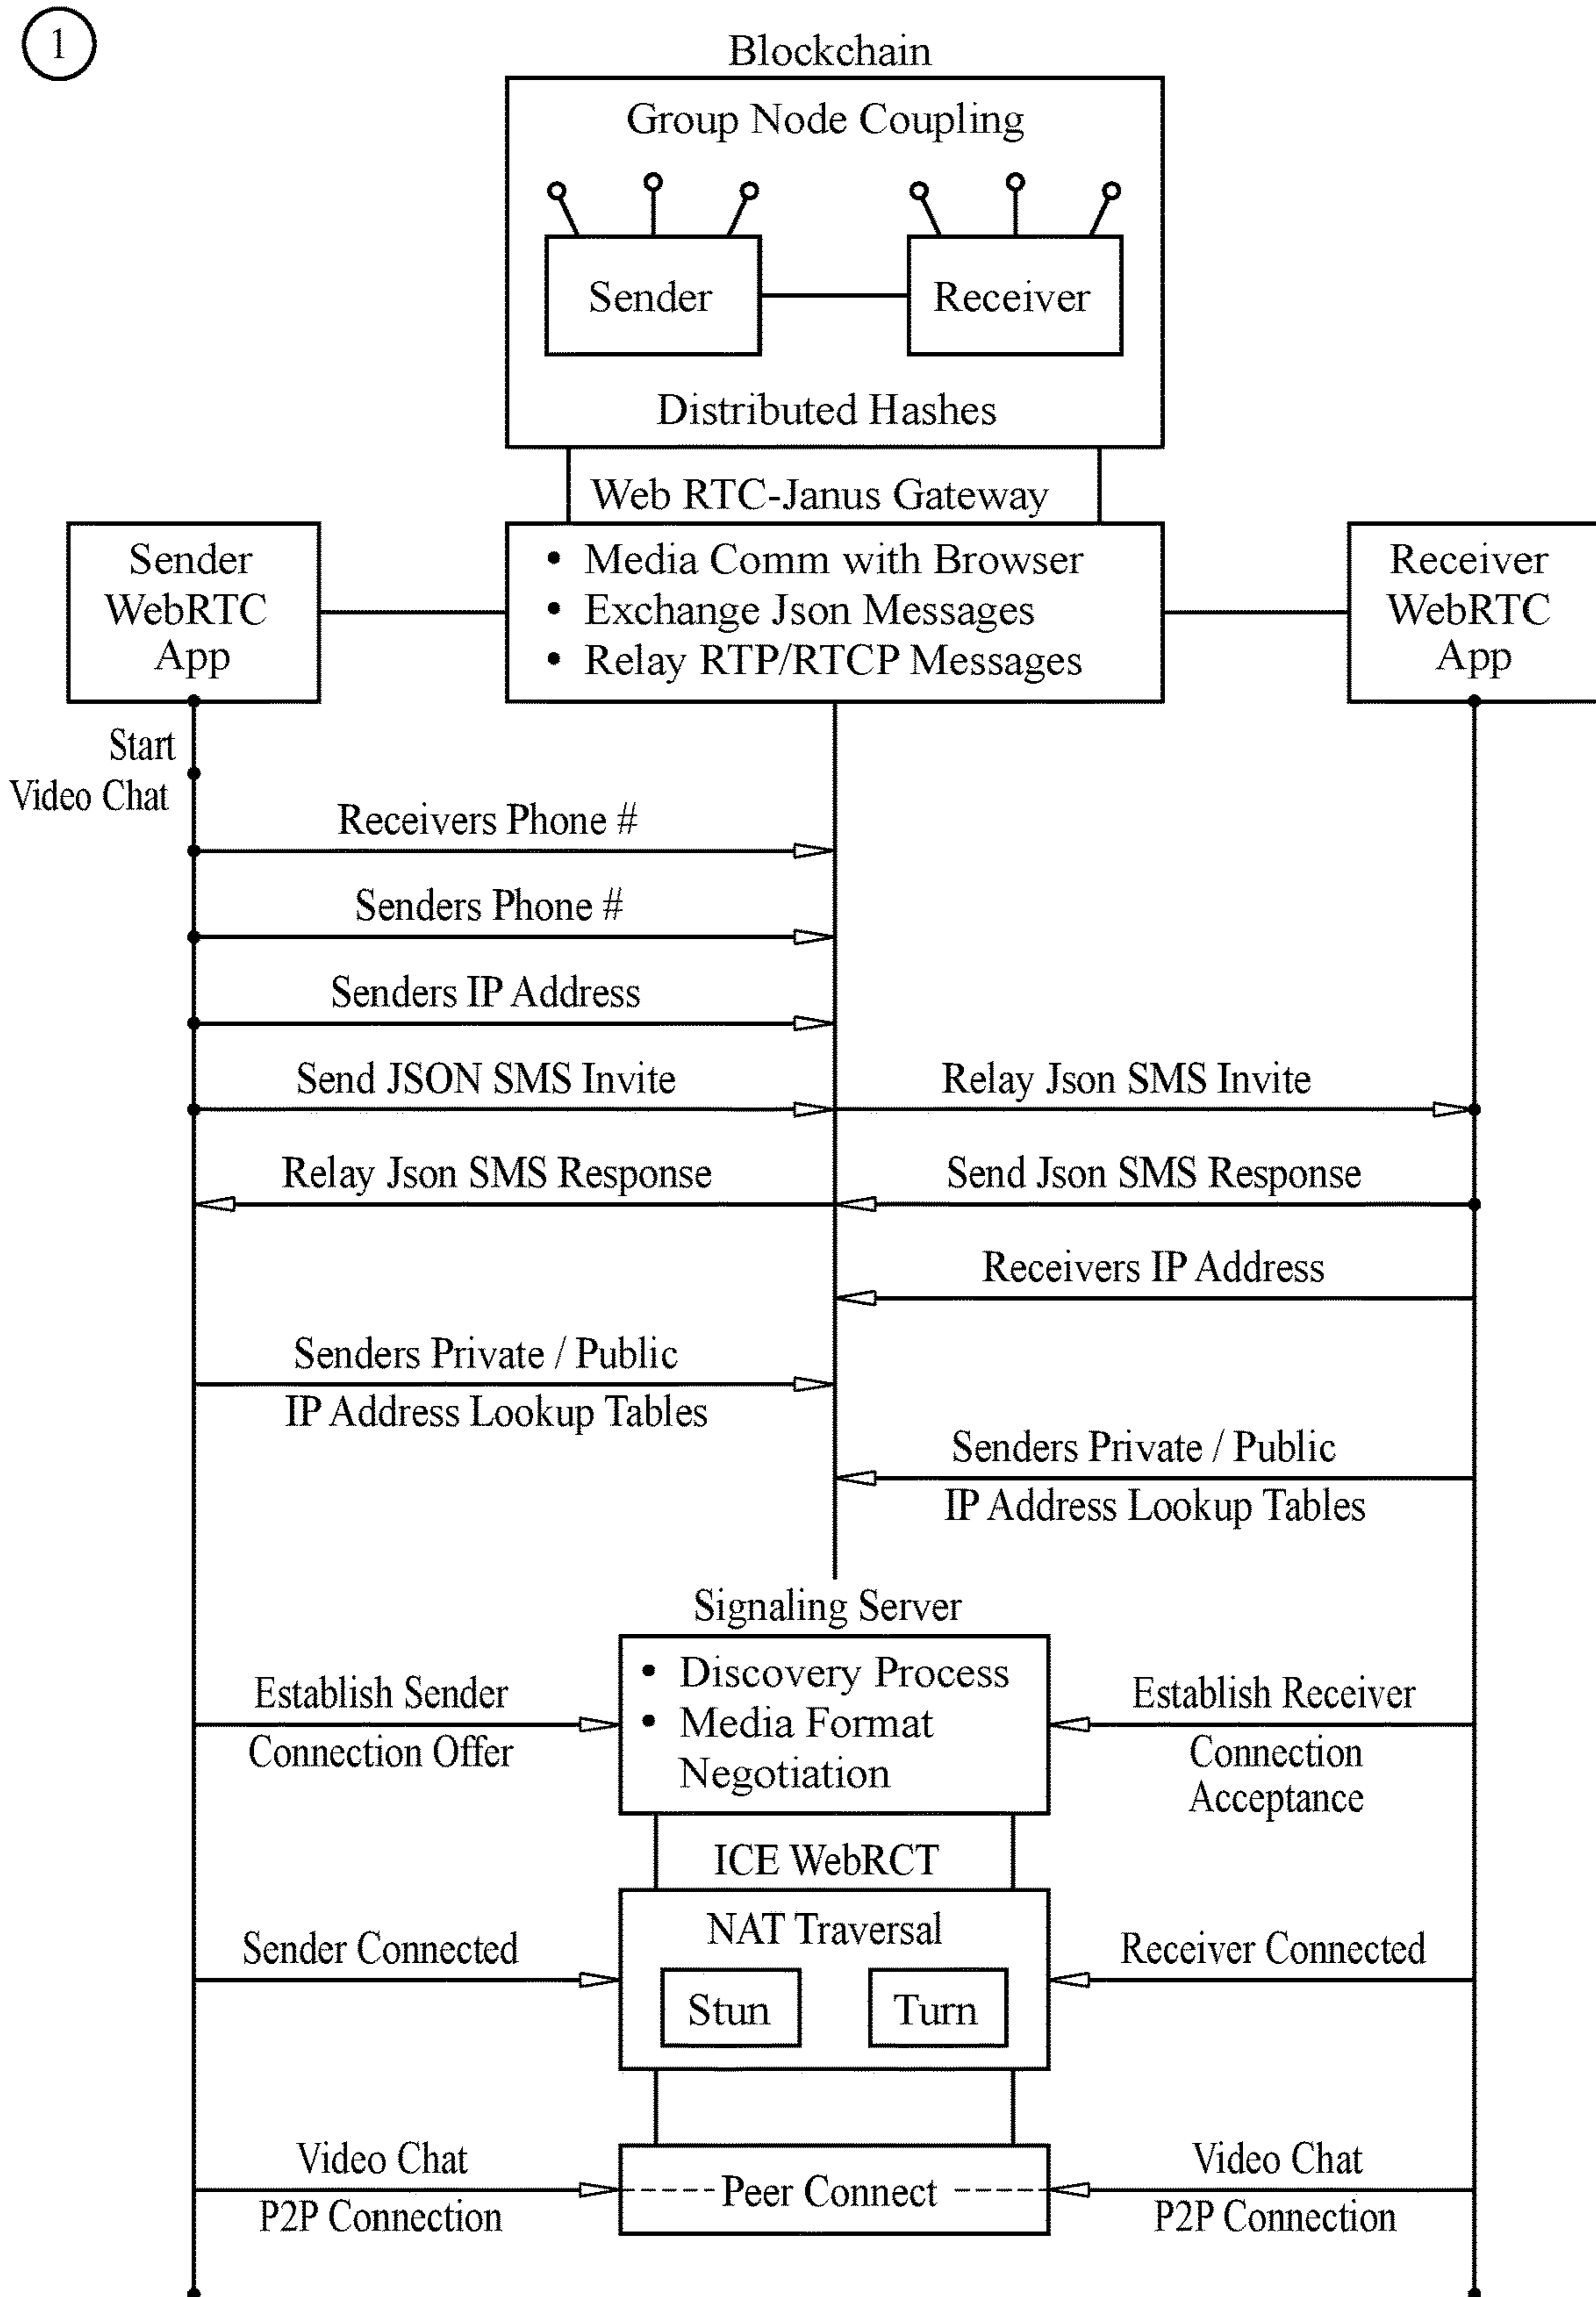 1
Blockchain
Group Node Coupling
Sender
Receiver
Distributed Hashes
Web RTC-Janus Gateway
Sender
WebRTC
App
• Media Comm with Browser
• Exchange Json Messages
• Relay RTP/RTCP Messages
Receiver
WebRTC
App
Start
Video Chat
Receivers Phone #
Senders Phone #
Senders IP Address
Send JSON SMS Invite
Relay Json SMS Invite
Relay Json SMS Response
Send Json SMS Response
Receivers IP Address
Senders Private / Public
IP Address Lookup Tables
Senders Private / Public
IP Address Lookup Tables
Signaling Server
• Discovery Process
• Media Format
Negotiation
Establish Sender
Connection Offer
Establish Receiver
Connection
Acceptance
ICE WebRCT
NAT Traversal
Stun
Turn
Sender Connected
Receiver Connected
Video Chat
P2P Connection
Peer Connect
Video Chat
P2P Connection